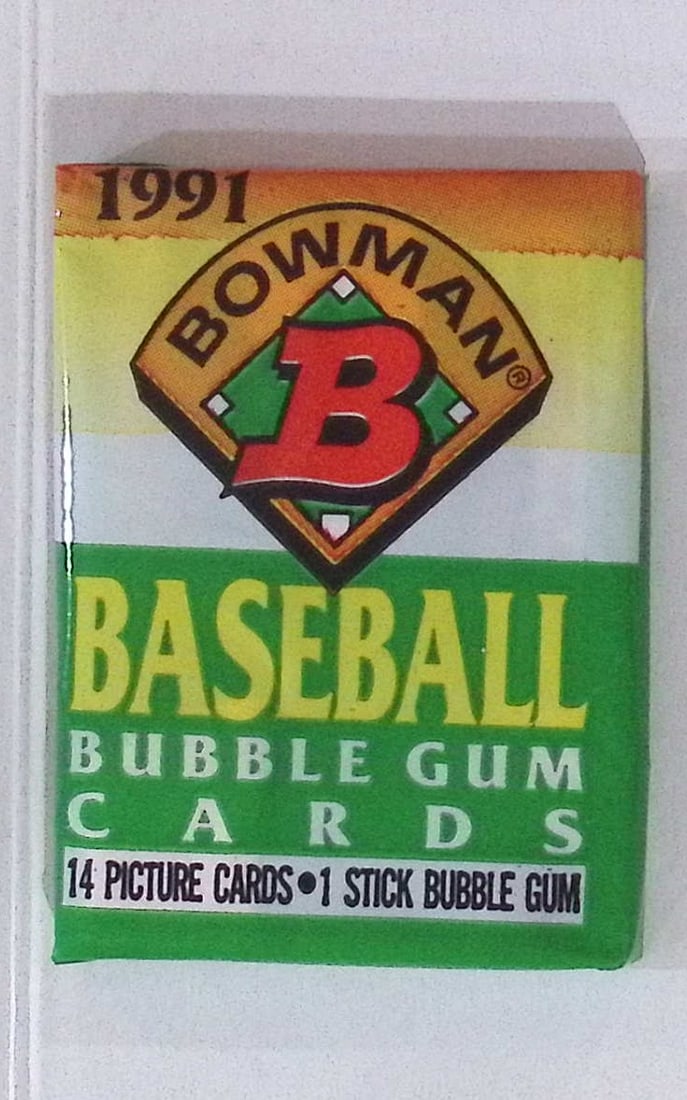 1991
BOWMAN®
B
BASEBALL
BUBBLE GUM
CARDS
14 PICTURE CARDS•1 STICK BUBBLE GUM